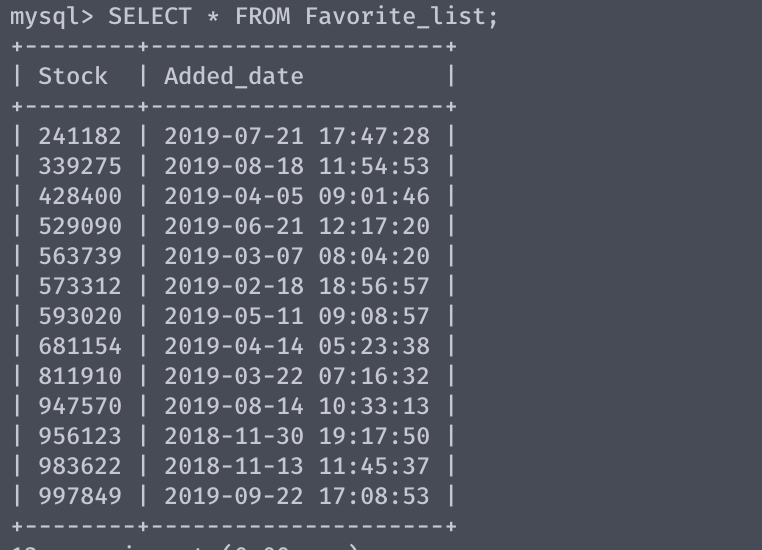 mysql> SELECT * FROM Favorite_list;
+--------+---------------------+
| Stock  | Added_date          |
+--------+---------------------+
| 241182 | 2019-07-21 17:47:28 |
| 339275 | 2019-08-18 11:54:53 |
| 428400 | 2019-04-05 09:01:46 |
| 529090 | 2019-06-21 12:17:20 |
| 563739 | 2019-03-07 08:04:20 |
| 573312 | 2019-02-18 18:56:57 |
| 593020 | 2019-05-11 09:08:57 |
| 681154 | 2019-04-14 05:23:38 |
| 811910 | 2019-03-22 07:16:32 |
| 947570 | 2019-08-14 10:33:13 |
| 956123 | 2018-11-30 19:17:50 |
| 983622 | 2018-11-13 11:45:37 |
| 997849 | 2019-09-22 17:08:53 |
+--------+---------------------+